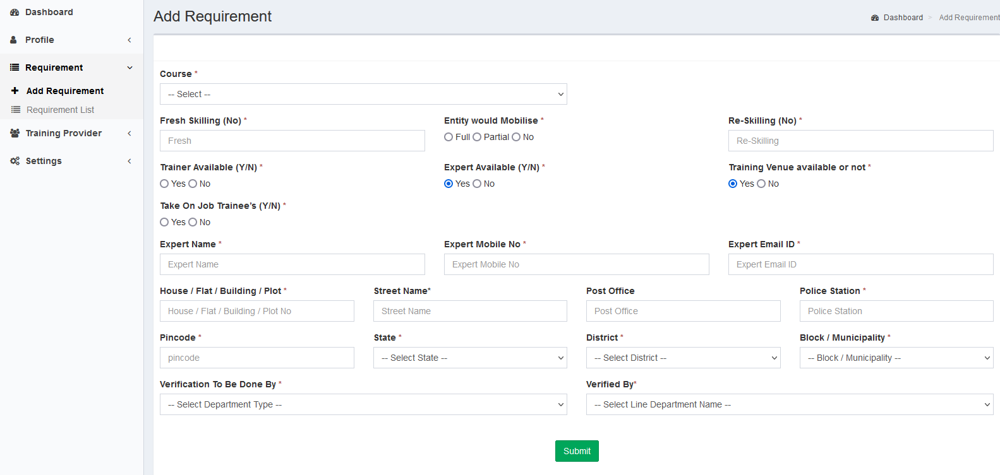 Dashboard
Profile
Requirement
Add Requirement
Requirement List
Training Provider
Settings
Add Requirement
Dashboard > Add Requirement
Course *
-- Select --
Fresh Skilling (No) * Entity would Mobilise * Re-Skilling (No) *
Fresh Full Partial No Re-Skilling
Trainer Available (Y/N) * Expert Available (Y/N) * Training Venue available or not *
Yes No Yes No Yes No
Take On Job Trainee’s (Y/N) *
Yes No
Expert Name * Expert Mobile No * Expert Email ID *
Expert Name Expert Mobile No Expert Email ID
House / Flat / Building / Plot * Street Name* Post Office Police Station *
House / Flat / Building / Plot No Street Name Post Office Police Station
Pincode * State * District * Block / Municipality *
pincode -- Select State -- -- Select District -- -- Block / Municipality --
Verification To Be Done By * Verified By*
-- Select Department Type -- -- Select Line Department Name --
Submit